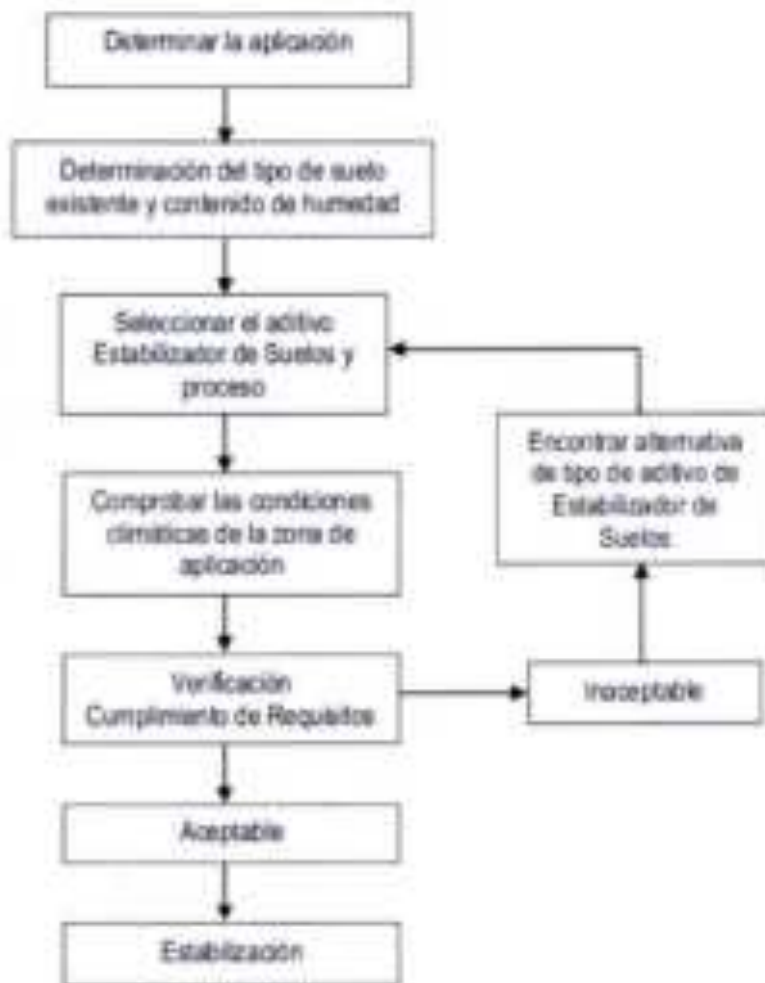 Determinar la aplicación
Determinación del tipo de suelo
existente y contenido de humedad
Seleccionar el aditivo
Estabilizador de Suelos y
proceso
Comprobar las condiciones
climáticas de la zona de
aplicación
Verificación
Cumplimiento de Requisitos
Inaceptable
Encontrar alternativa
de tipo de aditivo de
Estabilizador de
Suelos
Aceptable
Estabilización